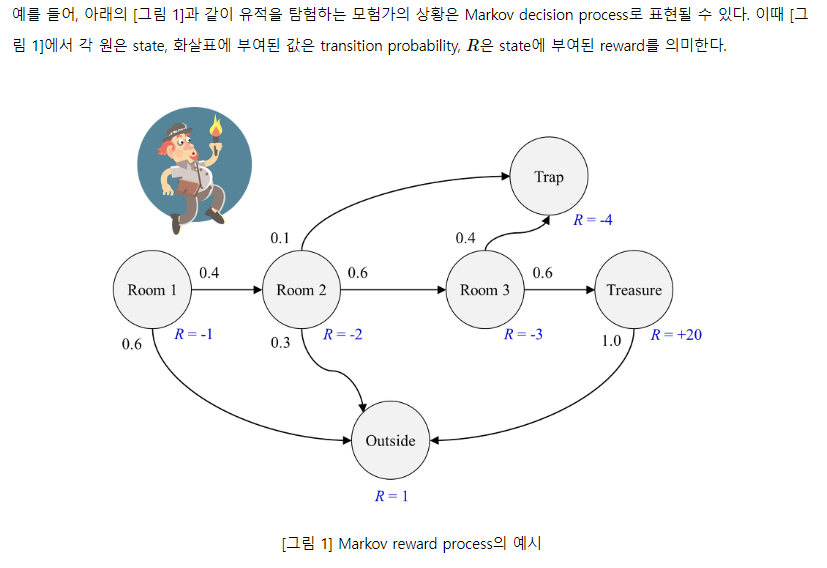 예를 들어, 아래의 [그림 1]과 같이 유적을 탐험하는 모험가의 상황은 Markov decision process로 표현될 수 있다. 이때 [그
림 1]에서 각 원은 state, 화살표에 부여된 값은 transition probability, R은 state에 부여된 reward를 의미한다.
Trap
R = -4
0.1
0.4
0.4
0.6
0.6
Room 1
Room 2
Room 3
Treasure
0.6
R = -1
0.3
R = -2
R = -3
1.0
R = +20
Outside
R = 1
[그림 1] Markov reward process의 예시